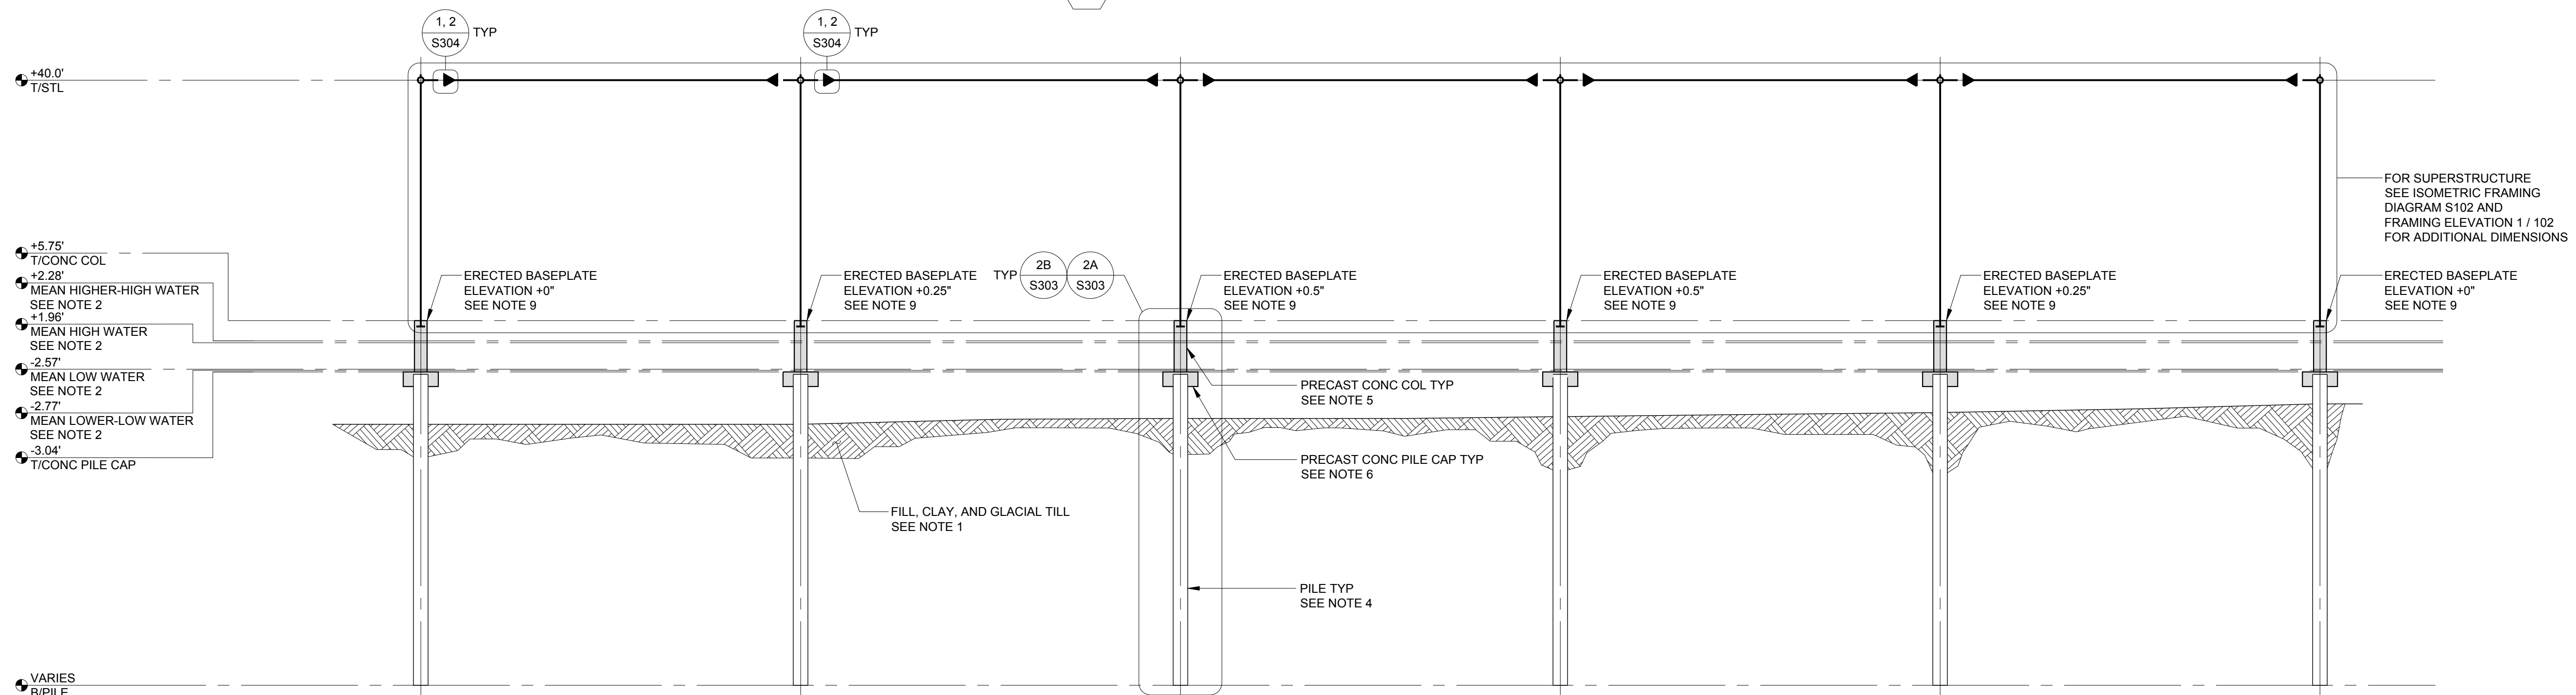 1, 2
S304
TYP
1, 2
S304
TYP
+40.0'
T/STL
FOR SUPERSTRUCTURE
SEE ISOMETRIC FRAMING
DIAGRAM S102 AND
FRAMING ELEVATION 1 / 102
FOR ADDITIONAL DIMENSIONS
+5.75'
T/CONC COL
+2.28'
MEAN HIGHER-HIGH WATER
SEE NOTE 2
+1.96'
MEAN HIGH WATER
SEE NOTE 2
-2.57'
MEAN LOW WATER
SEE NOTE 2
-2.77'
MEAN LOWER-LOW WATER
SEE NOTE 2
-3.04'
T/CONC PILE CAP
ERECTED BASEPLATE
ELEVATION +0"
SEE NOTE 9
ERECTED BASEPLATE
ELEVATION +0.25"
SEE NOTE 9
TYP
2B
S303
2A
S303
ERECTED BASEPLATE
ELEVATION +0.5"
SEE NOTE 9
ERECTED BASEPLATE
ELEVATION +0.5"
SEE NOTE 9
ERECTED BASEPLATE
ELEVATION +0.25"
SEE NOTE 9
ERECTED BASEPLATE
ELEVATION +0"
SEE NOTE 9
PRECAST CONC COL TYP
SEE NOTE 5
PRECAST CONC PILE CAP TYP
SEE NOTE 6
FILL, CLAY, AND GLACIAL TILL
SEE NOTE 1
PILE TYP
SEE NOTE 4
VARIES
B/PILE